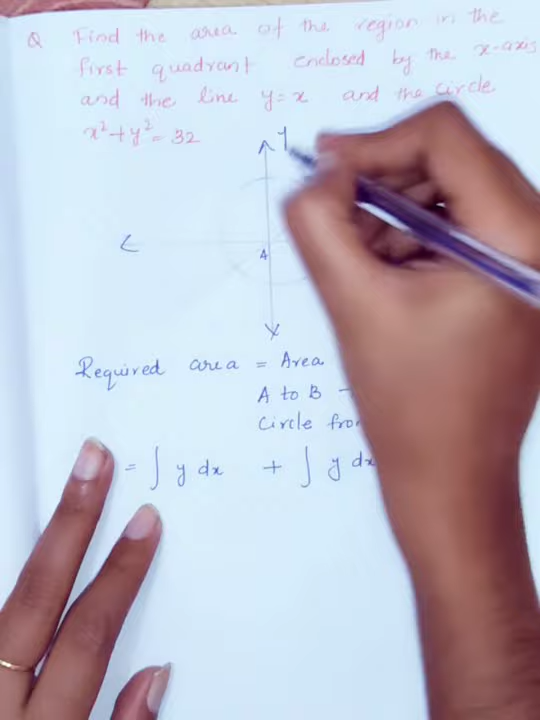 Q Find the area of the region in the
first quadrant enclosed by the x-axis
and the line y=x and the circle
x²+y²=32
Y
A
Required area = Area
A to B
Circle
= ∫ y dx + ∫ y dx